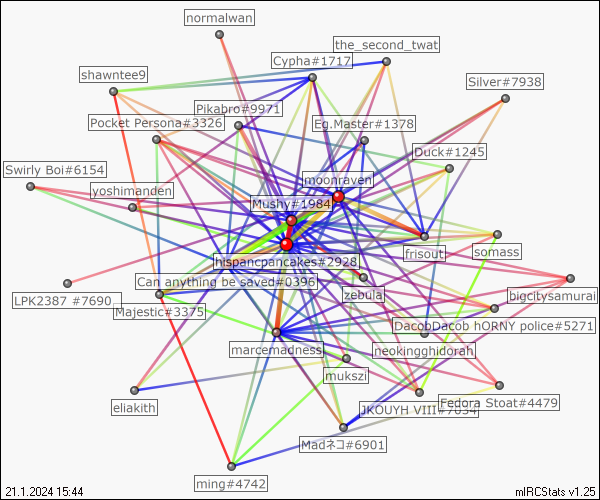 normalwan
the_second_twat
Cypha#1717
shawntee9
Silver#7938
Pikabro#9971
Pocket Persona#3326
Eg.Master#1378
Duck#1245
Swirly Boi#6154
moonraven
yoshimanden
Mushy#1984
frisout
somass
hispancpancakes#2928
Can anything be saved#0396
zebula
bigcitysamurai
LPK2387 #7690
Majestic#3375
DacobDacob hORNY police#5271
marcemadness
neokingghidorah
mukszi
eliakith
JKOUYH VIII#7034
Fedora Stoat#4479
Madネコ#6901
ming#4742
21.1.2024 15:44
mIRCStats v1.25